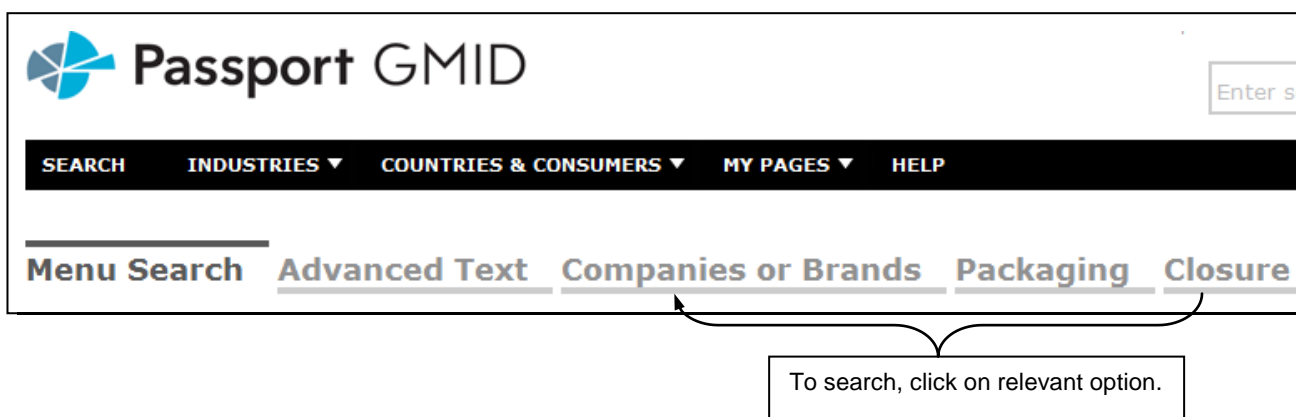 Passport GMID
Enter s
SEARCH INDUSTRIES ▼ COUNTRIES & CONSUMERS ▼ MY PAGES ▼ HELP
Menu Search Advanced Text Companies or Brands Packaging Closure
To search, click on relevant option.